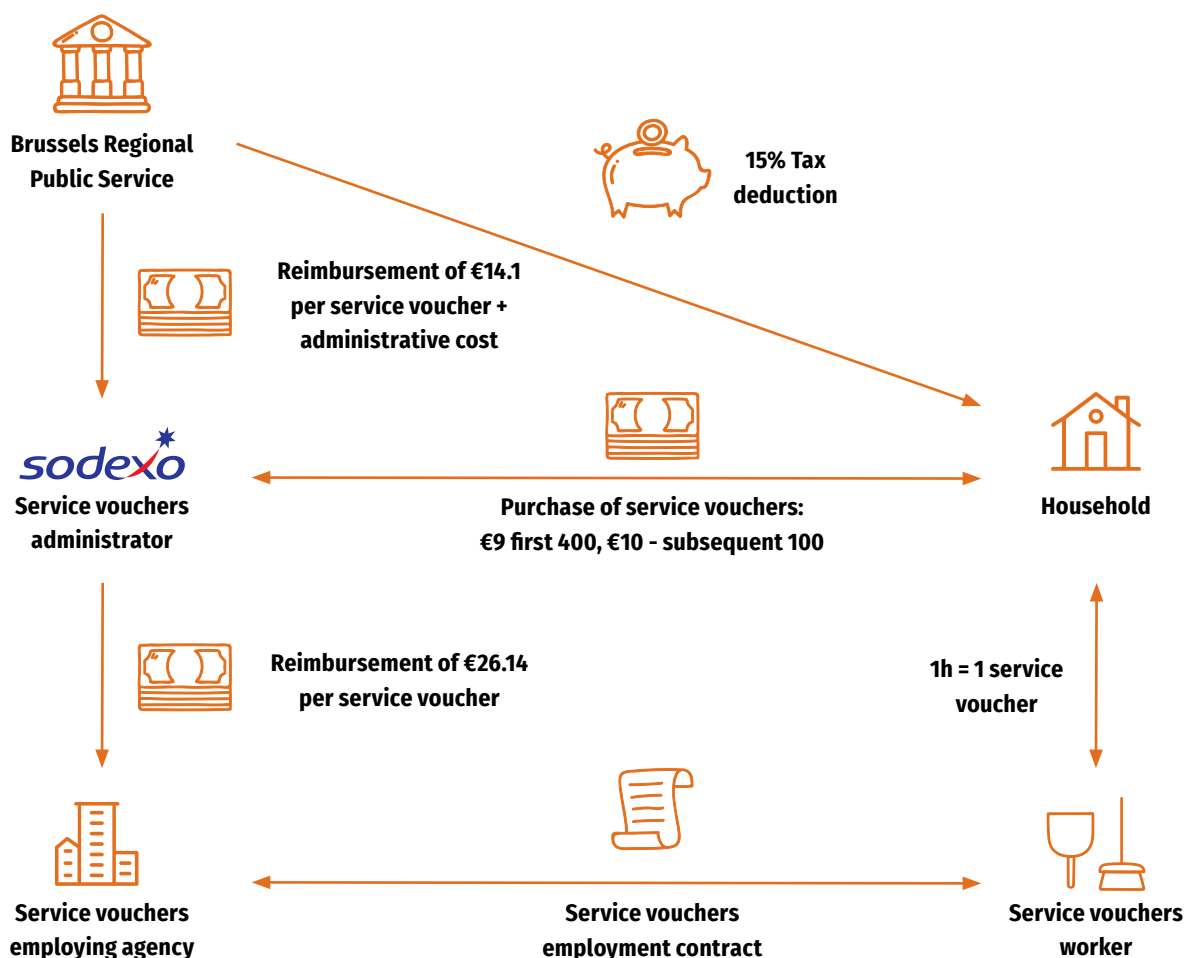 Brussels Regional
Public Service
15% Tax
deduction
Reimbursement of €14.1
per service voucher +
administrative cost
sodexo
Service vouchers
administrator
Purchase of service vouchers:
€9 first 400, €10 - subsequent 100
Household
Reimbursement of €26.14
per service voucher
1h = 1 service
voucher
Service vouchers
employing agency
Service vouchers
employment contract
Service vouchers
worker